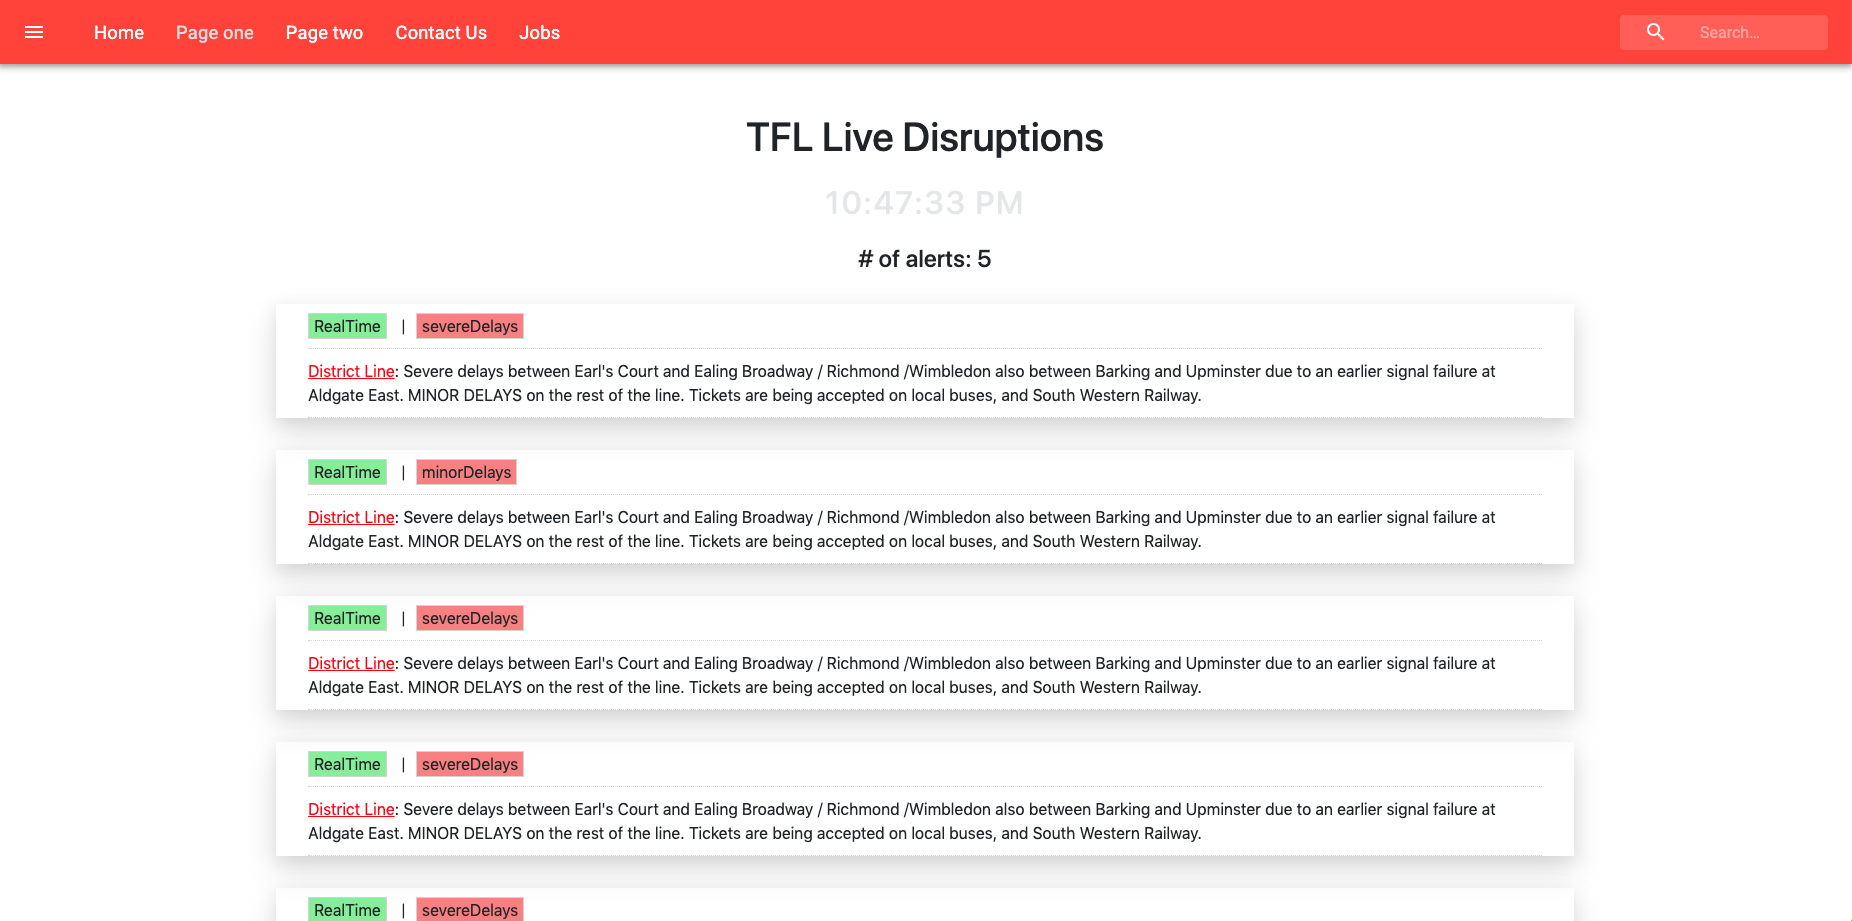 Home Page one Page two Contact Us Jobs Search...
TFL Live Disruptions
10:47:33 PM
# of alerts: 5
RealTime | severeDelays
District Line: Severe delays between Earl's Court and Ealing Broadway / Richmond /Wimbledon also between Barking and Upminster due to an earlier signal failure at
Aldgate East. MINOR DELAYS on the rest of the line. Tickets are being accepted on local buses, and South Western Railway.
RealTime | minorDelays
District Line: Severe delays between Earl's Court and Ealing Broadway / Richmond /Wimbledon also between Barking and Upminster due to an earlier signal failure at
Aldgate East. MINOR DELAYS on the rest of the line. Tickets are being accepted on local buses, and South Western Railway.
RealTime | severeDelays
District Line: Severe delays between Earl's Court and Ealing Broadway / Richmond /Wimbledon also between Barking and Upminster due to an earlier signal failure at
Aldgate East. MINOR DELAYS on the rest of the line. Tickets are being accepted on local buses, and South Western Railway.
RealTime | severeDelays
District Line: Severe delays between Earl's Court and Ealing Broadway / Richmond /Wimbledon also between Barking and Upminster due to an earlier signal failure at
Aldgate East. MINOR DELAYS on the rest of the line. Tickets are being accepted on local buses, and South Western Railway.
RealTime | severeDelays